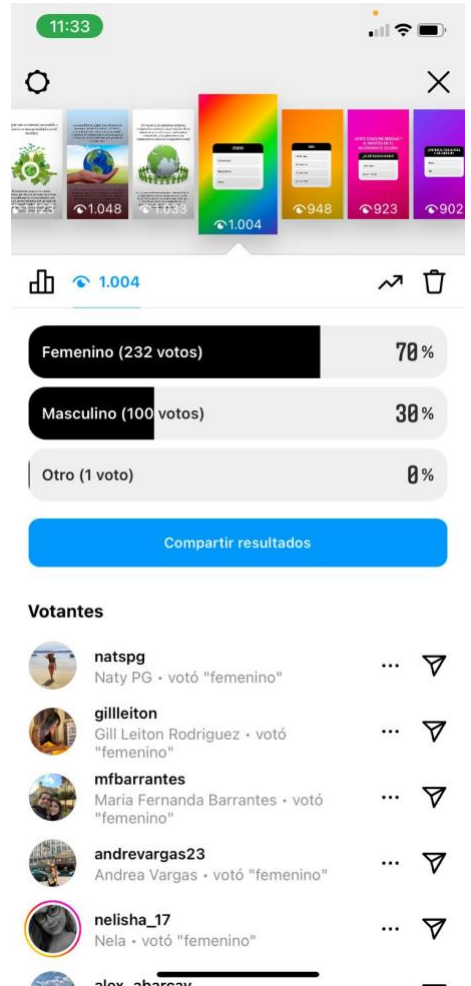 11:33
1.048
1.033
1.004
948
923
902
1.004
Femenino (232 votos) 70 %
Masculino (100 votos) 30 %
Otro (1 voto) 0 %
Compartir resultados
Votantes
natspg
Naty PG • votó "femenino"
gillleiton
Gill Leiton Rodriguez • votó
"femenino"
mfbarrantes
Maria Fernanda Barrantes • votó
"femenino"
andrevargas23
Andrea Vargas • votó "femenino"
nelisha_17
Nela • votó "femenino"
alex_abarcay